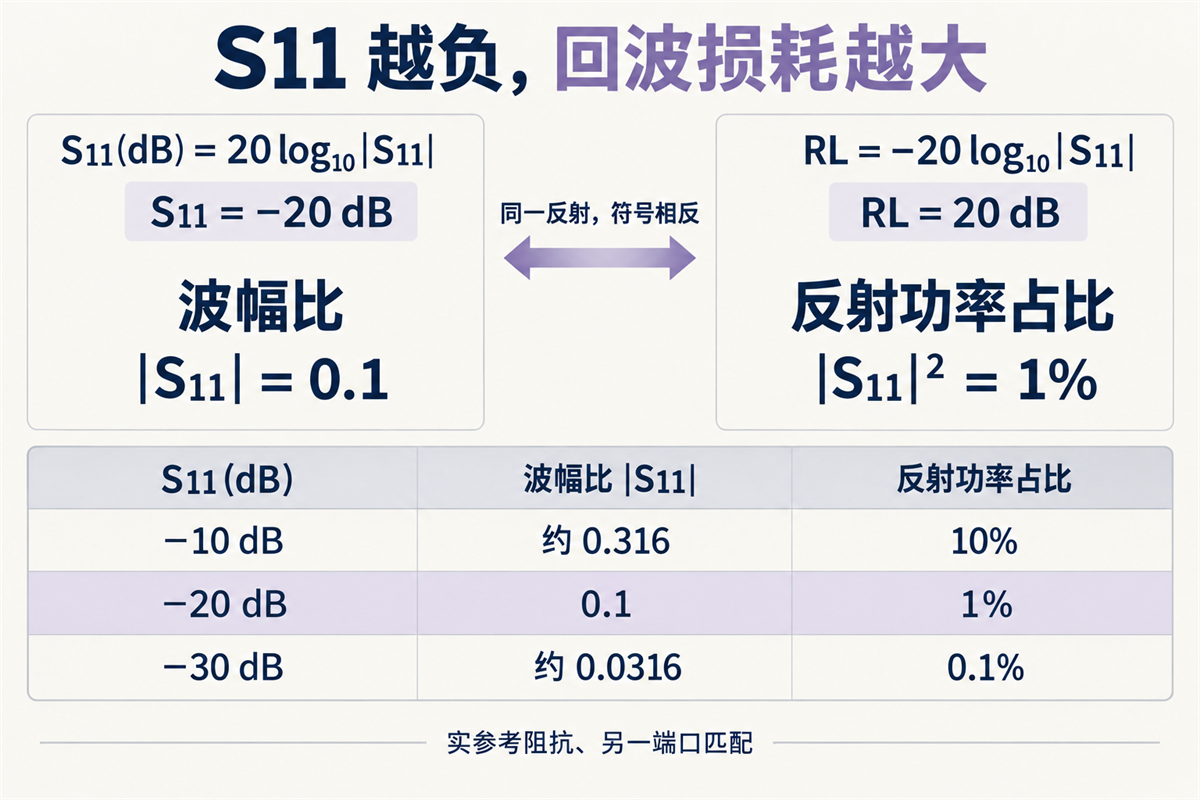 S11 越负，回波损耗越大
S₁₁(dB) = 20 log₁₀|S₁₁|
S₁₁ = −20 dB
波幅比
|S₁₁| = 0.1
同一反射，符号相反
RL = −20 log₁₀|S₁₁|
RL = 20 dB
反射功率占比
|S₁₁|² = 1%
S₁₁(dB) 波幅比 |S₁₁| 反射功率占比
−10 dB 约 0.316 10%
−20 dB 0.1 1%
−30 dB 约 0.0316 0.1%
实参考阻抗、另一端口匹配